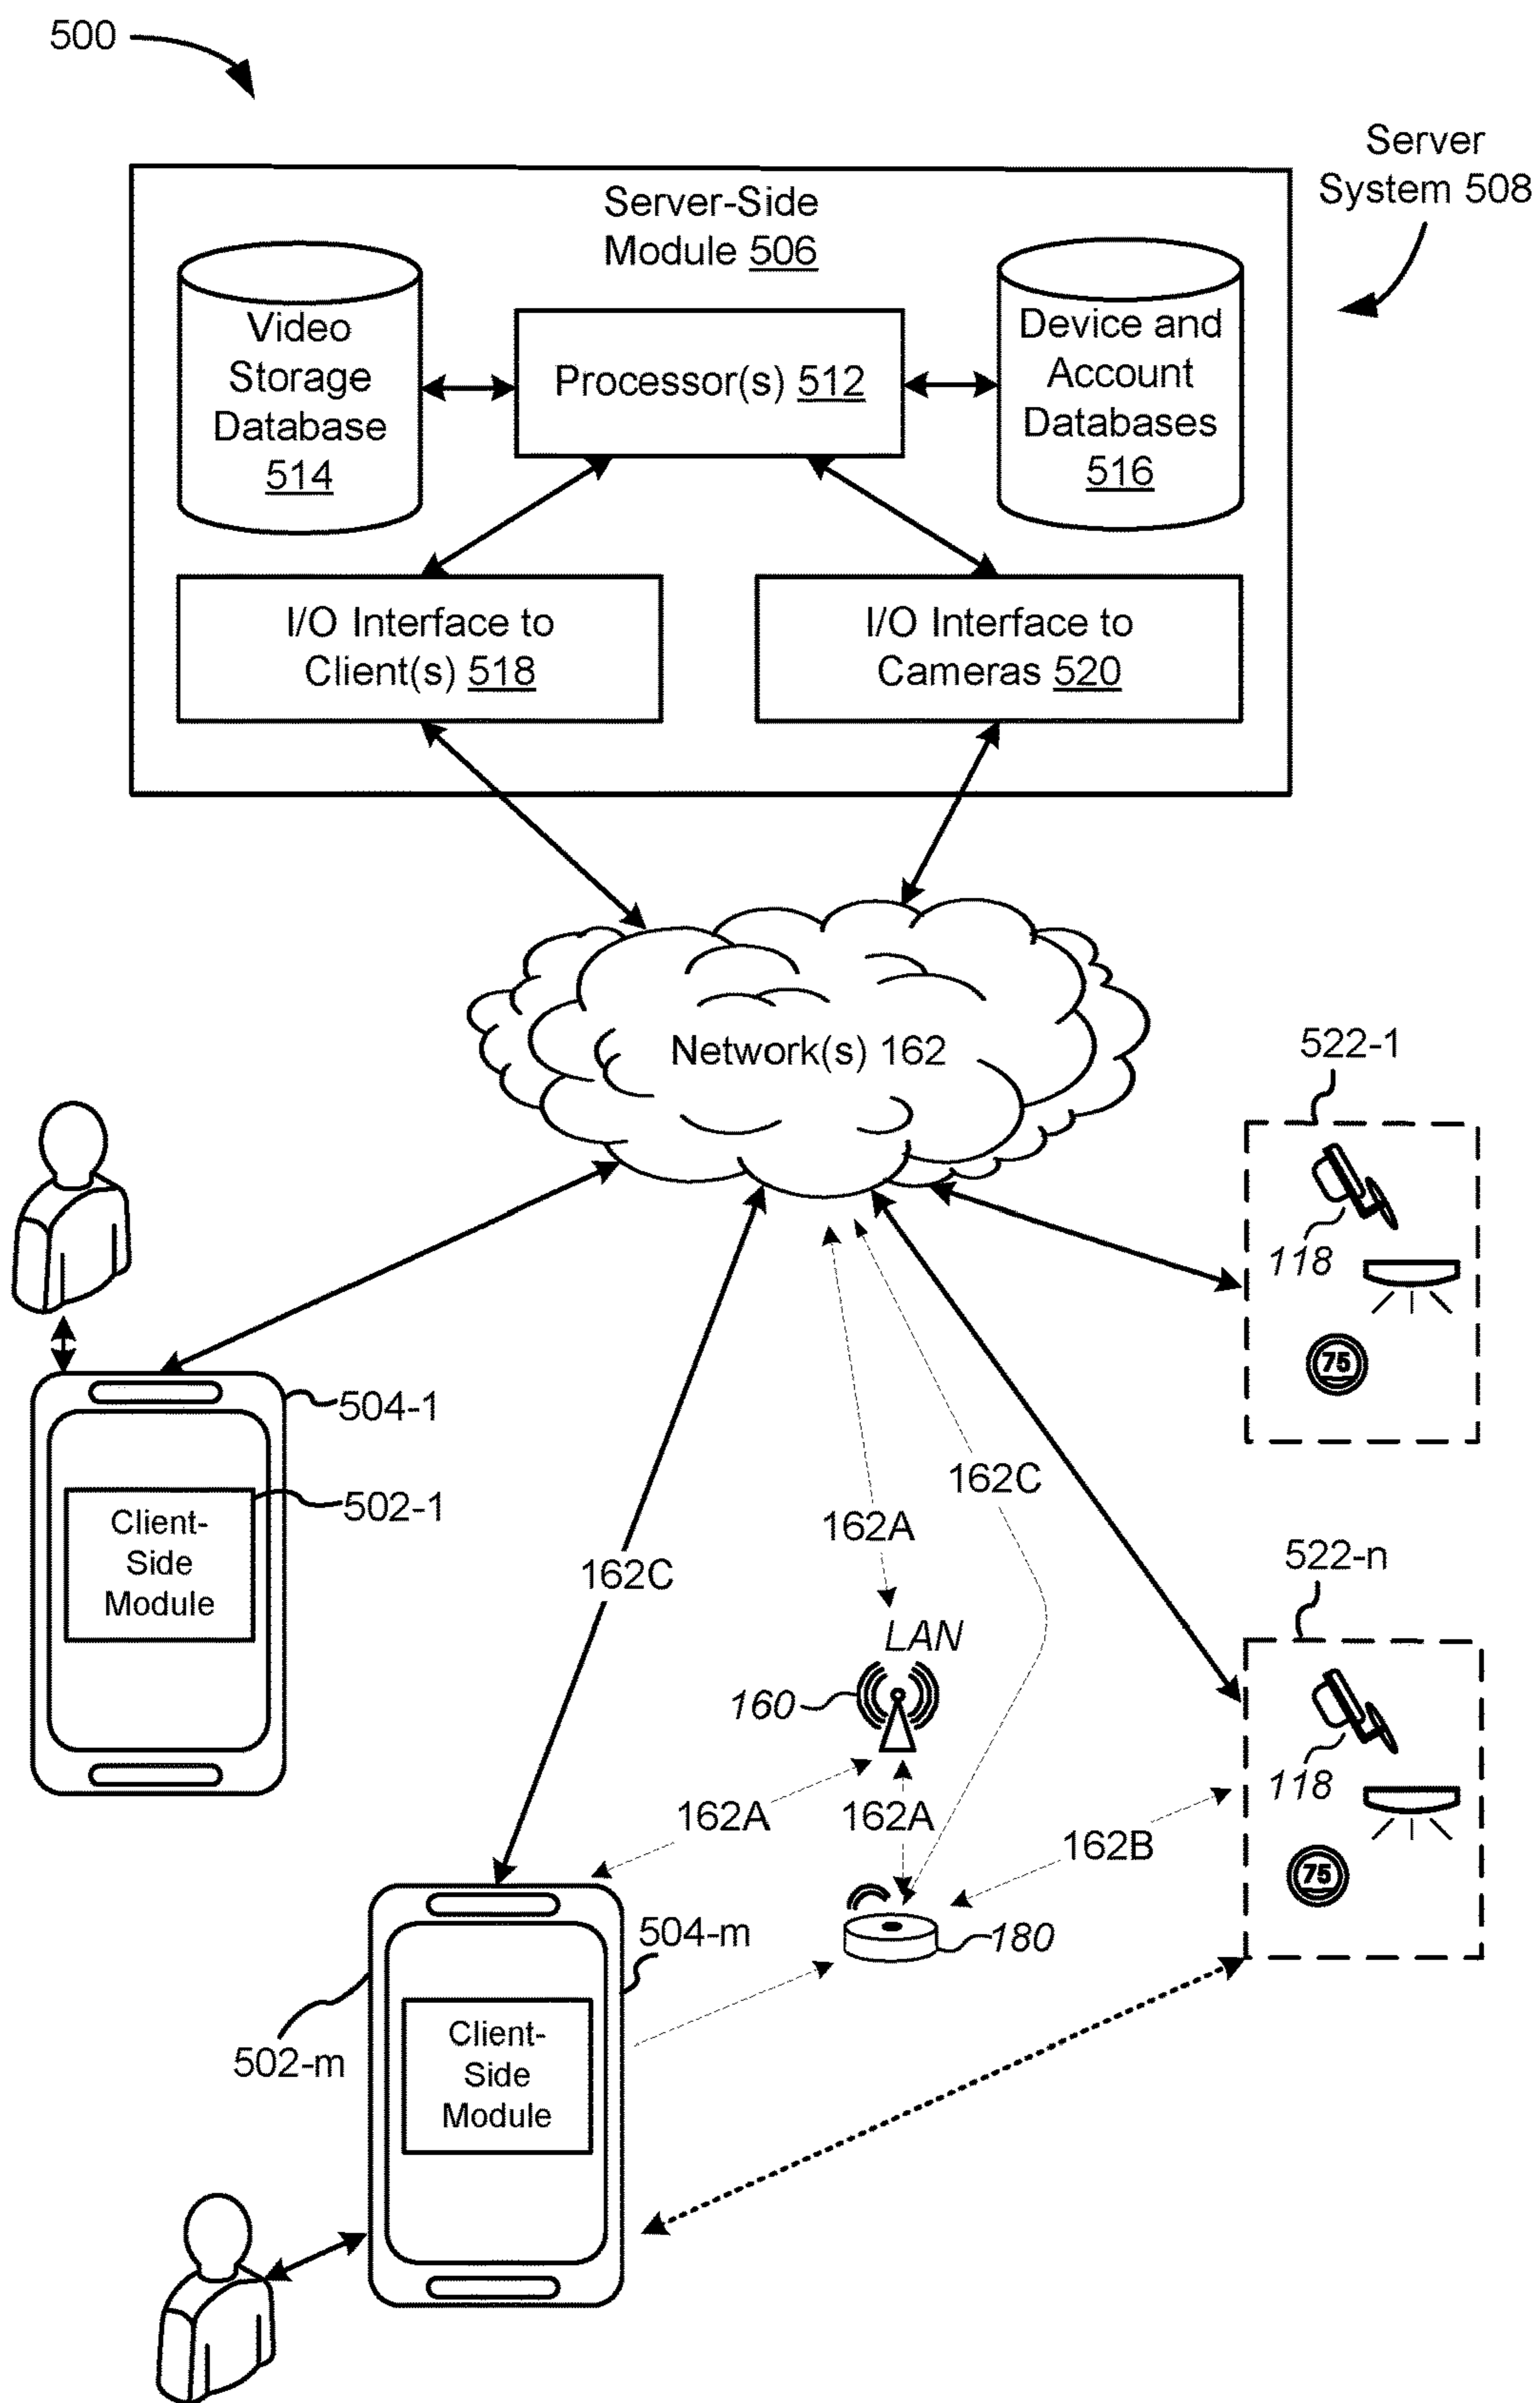 500
Server
System 508
Server-Side
Module 506
Video
Storage
Database
514
Processor(s) 512
Device and
Account
Databases
516
I/O Interface to
Client(s) 518
I/O Interface to
Cameras 520
Network(s) 162
522-1
118
75
504-1
502-1
Client-
Side
Module
162C
162C
162A
LAN
160
522-n
118
75
162A
162A
162B
180
504-m
502-m
Client-
Side
Module